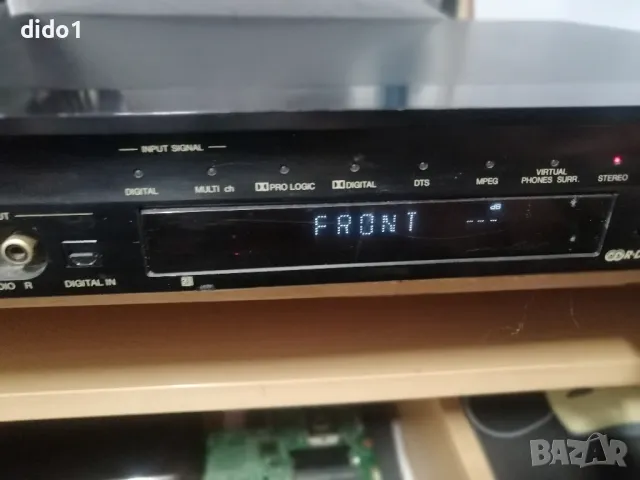 dido1
INPUT SIGNAL
DIGITAL MULTI ch PRO LOGIC DIGITAL DTS MPEG VIRTUAL PHONES SURR. STEREO
dB
FRONT ---
DIGITAL IN
R
BAZAR